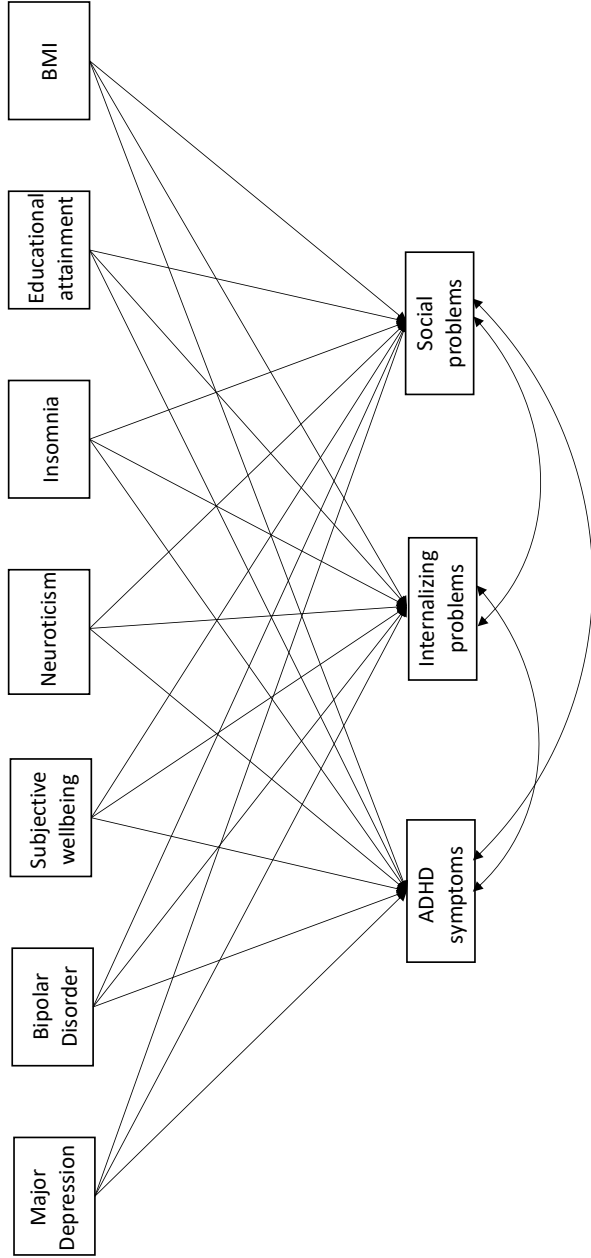 Major
Depression
Bipolar
Disorder
Subjective
wellbeing
Neuroticism
Insomnia
Educational
attainment
BMI
ADHD
symptoms
Internalizing
problems
Social
problems